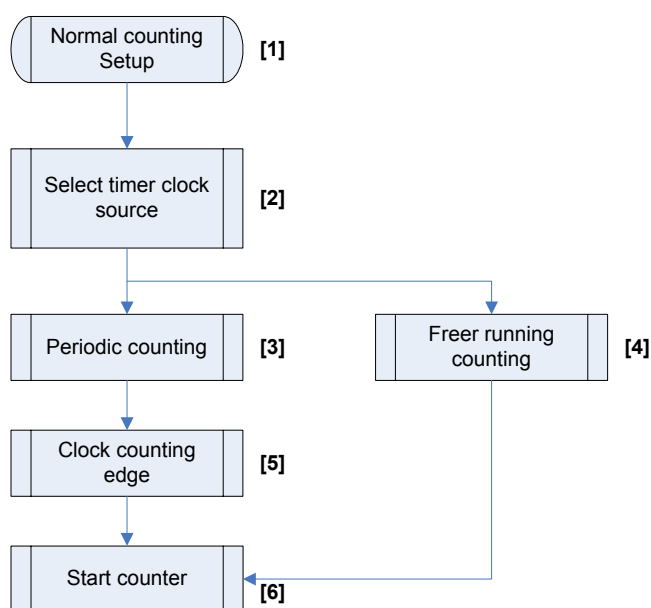 Normal counting
Setup
[1]
Select timer clock
source
[2]
Periodic counting
[3]
Freer running
counting
[4]
Clock counting
edge
[5]
Start counter
[6]